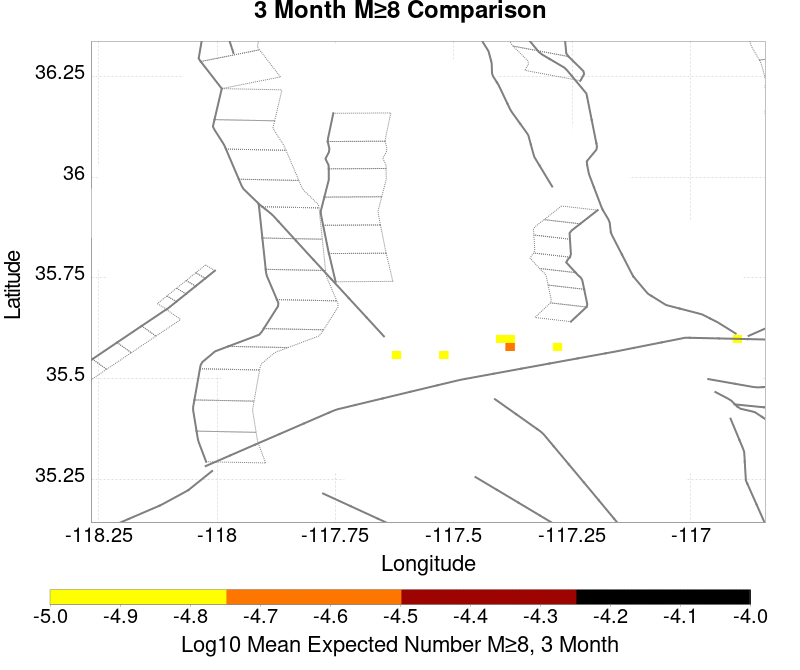 3 Month M≥8 Comparison
36.25
36
35.75
35.5
35.25
Latitude
-118.25 -118 -117.75 -117.5 -117.25 -117
Longitude
-5.0 -4.9 -4.8 -4.7 -4.6 -4.5 -4.4 -4.3 -4.2 -4.1 -4.0
Log10 Mean Expected Number M≥8, 3 Month